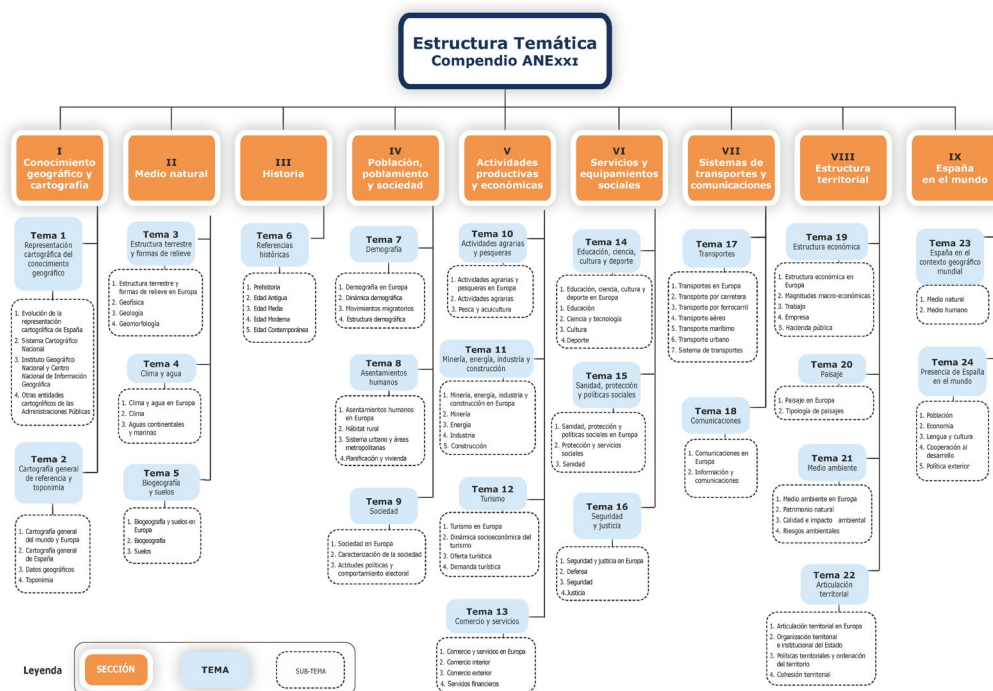 Estructura Temática
Compendio ANExxi
I
Conocimiento
geográfico y
cartografía
II
Medio natural
III
Historia
IV
Población,
poblamiento
y sociedad
V
Actividades
productivas
y económicas
VI
Servicios y
equipamientos
sociales
VII
Sistemas de
transportes y
comunicaciones
VIII
Estructura
territorial
IX
España
en el mundo
Tema 1
Representación
cartográfica del
conocimiento
geográfico
1. Evolución de la
representación
cartográfica de España
2. Sistema Cartográfico
Nacional
3. Instituto Geográfico
Nacional y Centro
Nacional de Información
Geográfica
4. Otras entidades
cartográficos de las
Administraciones Públicas
Tema 2
Cartografía general
de referencia y
toponimia
1. Cartografía general
del mundo y Europa
2. Cartografía general
de España
3. Datos geográficos
4. Toponimia
Tema 3
Estructura terrestre
y formas de relieve
1. Estructura terrestre y
formas de relieve en Europa
2. Geofísica
3. Geología
4. Geomorfología
Tema 4
Clima y agua
1. Clima y agua en Europa
2. Clima
3. Aguas continentales
y marinas
Tema 5
Biogeografía
y suelos
1. Biogeografía y suelos en
Europa
2. Biogeografía
3. Suelos
Tema 6
Referencias
históricas
1. Prehistoria
2. Edad Antigua
3. Edad Media
4. Edad Moderna
5. Edad Contemporánea
Tema 7
Demografía
1. Demografía en Europa
2. Dinámica demográfica
3. Movimientos migratorios
4. Estructura demográfica
Tema 8
Asentamientos
humanos
1. Asentamientos humanos
en Europa
2. Hábitat rural
3. Sistema urbano y áreas
metropolitanas
4.Planificación y vivienda
Tema 9
Sociedad
1. Sociedad en Europa
2. Caracterización de la sociedad
3. Actitudes políticas y
comportamiento electoral
Tema 10
Actividades agrarias
y pesqueras
1. Actividades agrarias y
pesqueras en Europa
2. Actividades agrarias
3. Pesca y acuicultura
Tema 11
Minería, energía, industria y
construcción
1. Minería, energía, industria y
construcción en Europa
2. Minería
3. Energía
4. Industria
5. Construcción
Tema 12
Turismo
1. Turismo en Europa
2. Dinámica socioeconómica del
turismo
3. Oferta turística
4. Demanda turística
Tema 13
Comercio y servicios
1. Comercio y servicios en Europa
2. Comercio interior
3. Comercio exterior
4. Servicios financieros
Tema 14
Educación, ciencia,
cultura y deporte
1. Educación, ciencia, cultura y
deporte en Europa
1. Educación
2. Ciencia y tecnología
3. Cultura
4.Deporte
Tema 15
Sanidad, protección
y políticas sociales
1. Sanidad, protección y
políticas sociales en Europa
2. Protección y servicios
sociales
3. Sanidad
Tema 16
Seguridad
y justicia
1. Seguridad y justicia en Europa
2. Defensa
3. Seguridad
4.Justicia
Tema 17
Transportes
1. Transportes en Europa
2. Transporte por carretera
3. Transporte por ferrocarril
4. Transporte aéreo
5. Transporte marítimo
6. Transporte urbano
7. Sistema de transportes
Tema 18
Comunicaciones
1. Comunicaciones en
Europa
2. Información y
comunicaciones
Tema 19
Estructura económica
1. Estructura económica en
Europa
2. Magnitudes macro-económicas
3. Trabajo
4. Empresa
5. Hacienda pública
Tema 20
Paisaje
1. Paisaje en Europa
2. Tipología de paisajes
Tema 21
Medio ambiente
1. Medio ambiente en Europa
2. Patrimonio natural
3. Calidad e impacto ambiental
4. Riesgos ambientales
Tema 22
Articulación
territorial
1. Articulación territorial en Europa
2. Organización territorial
e institucional del Estado
3. Políticas territoriales y ordenación
del territorio
4. Cohesión territorial
Tema 23
España en el
contexto geográfico
mundial
1. Medio natural
2. Medio humano
Tema 24
Presencia de España
en el mundo
1. Población
2. Economía
3. Lengua y cultura
4. Cooperación al
desarrollo
5. Política exterior
Leyenda
SECCIÓN
TEMA
SUB-TEMA